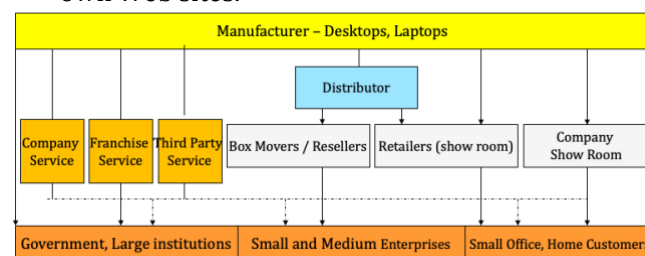 Manufacturer – Desktops, Laptops
Distributor
Company
Service
Franchise
Service
Third Party
Service
Box Movers / Resellers
Retailers (show room)
Company
Show Room
Government, Large institutions
Small and Medium Enterprises
Small Office, Home Customers